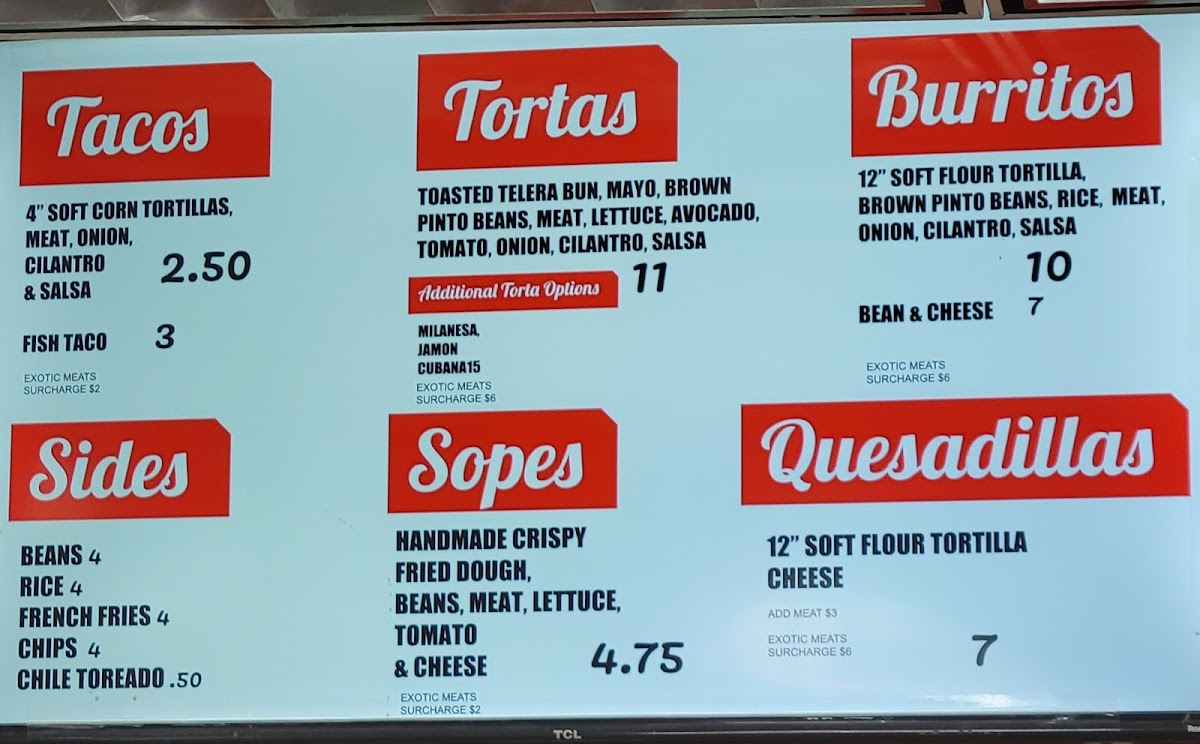 Tacos
4" SOFT CORN TORTILLAS,
MEAT, ONION,
CILANTRO
& SALSA
2.50
FISH TACO 3
EXOTIC MEATS
SURCHARGE $2
Tortas
TOASTED TELERA BUN, MAYO, BROWN
PINTO BEANS, MEAT, LETTUCE, AVOCADO,
TOMATO, ONION, CILANTRO, SALSA
11
Additional Torta Options
MILANESA,
JAMON
CUBANA15
EXOTIC MEATS
SURCHARGE $6
Burritos
12" SOFT FLOUR TORTILLA,
BROWN PINTO BEANS, RICE, MEAT,
ONION, CILANTRO, SALSA
10
BEAN & CHEESE 7
EXOTIC MEATS
SURCHARGE $6
Sides
BEANS 4
RICE 4
FRENCH FRIES 4
CHIPS 4
CHILE TOREADO .50
Sopes
HANDMADE CRISPY
FRIED DOUGH,
BEANS, MEAT, LETTUCE,
TOMATO
& CHEESE
4.75
EXOTIC MEATS
SURCHARGE $2
Quesadillas
12" SOFT FLOUR TORTILLA
CHEESE
ADD MEAT $3
EXOTIC MEATS
SURCHARGE $6
7
TCL